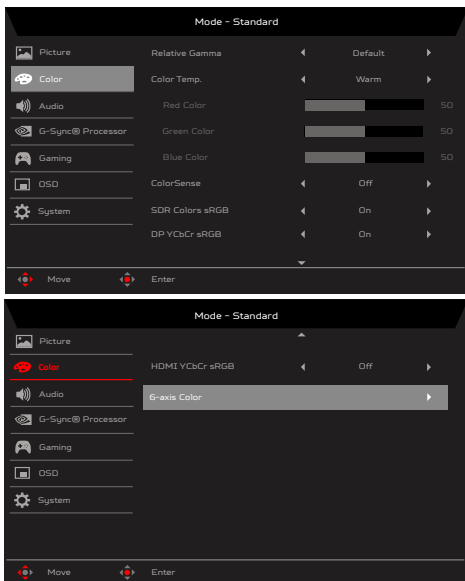 Mode - Standard
Picture
Relative Gamma Default
Color
Color Temp. Warm
Audio
Red Color 50
G-Sync® Processor
Green Color 50
Gaming
Blue Color 50
OSD
ColorSense Off
System
SDR Colors sRGB On
DP YCbCr sRGB On
Move Enter
Mode - Standard
Picture
Color
HDMI YCbCr sRGB Off
Audio
6-axis Color
G-Sync® Processor
Gaming
OSD
System
Move Enter